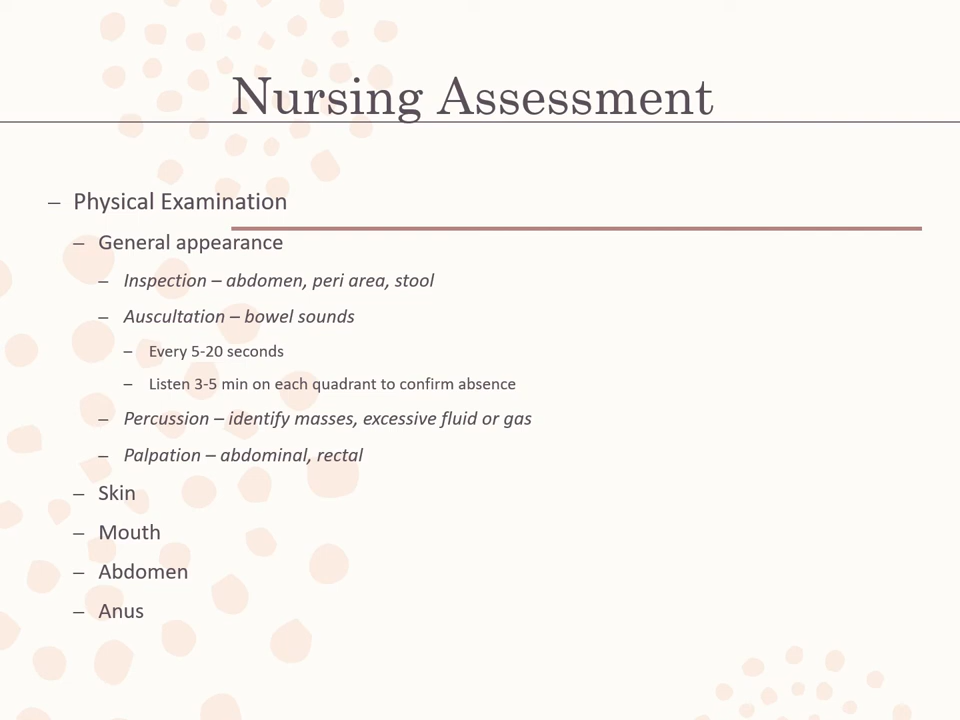 Nursing Assessment
– Physical Examination
– General appearance
– Inspection – abdomen, peri area, stool
– Auscultation – bowel sounds
– Every 5-20 seconds
– Listen 3-5 min on each quadrant to confirm absence
– Percussion – identify masses, excessive fluid or gas
– Palpation – abdominal, rectal
– Skin
– Mouth
– Abdomen
– Anus